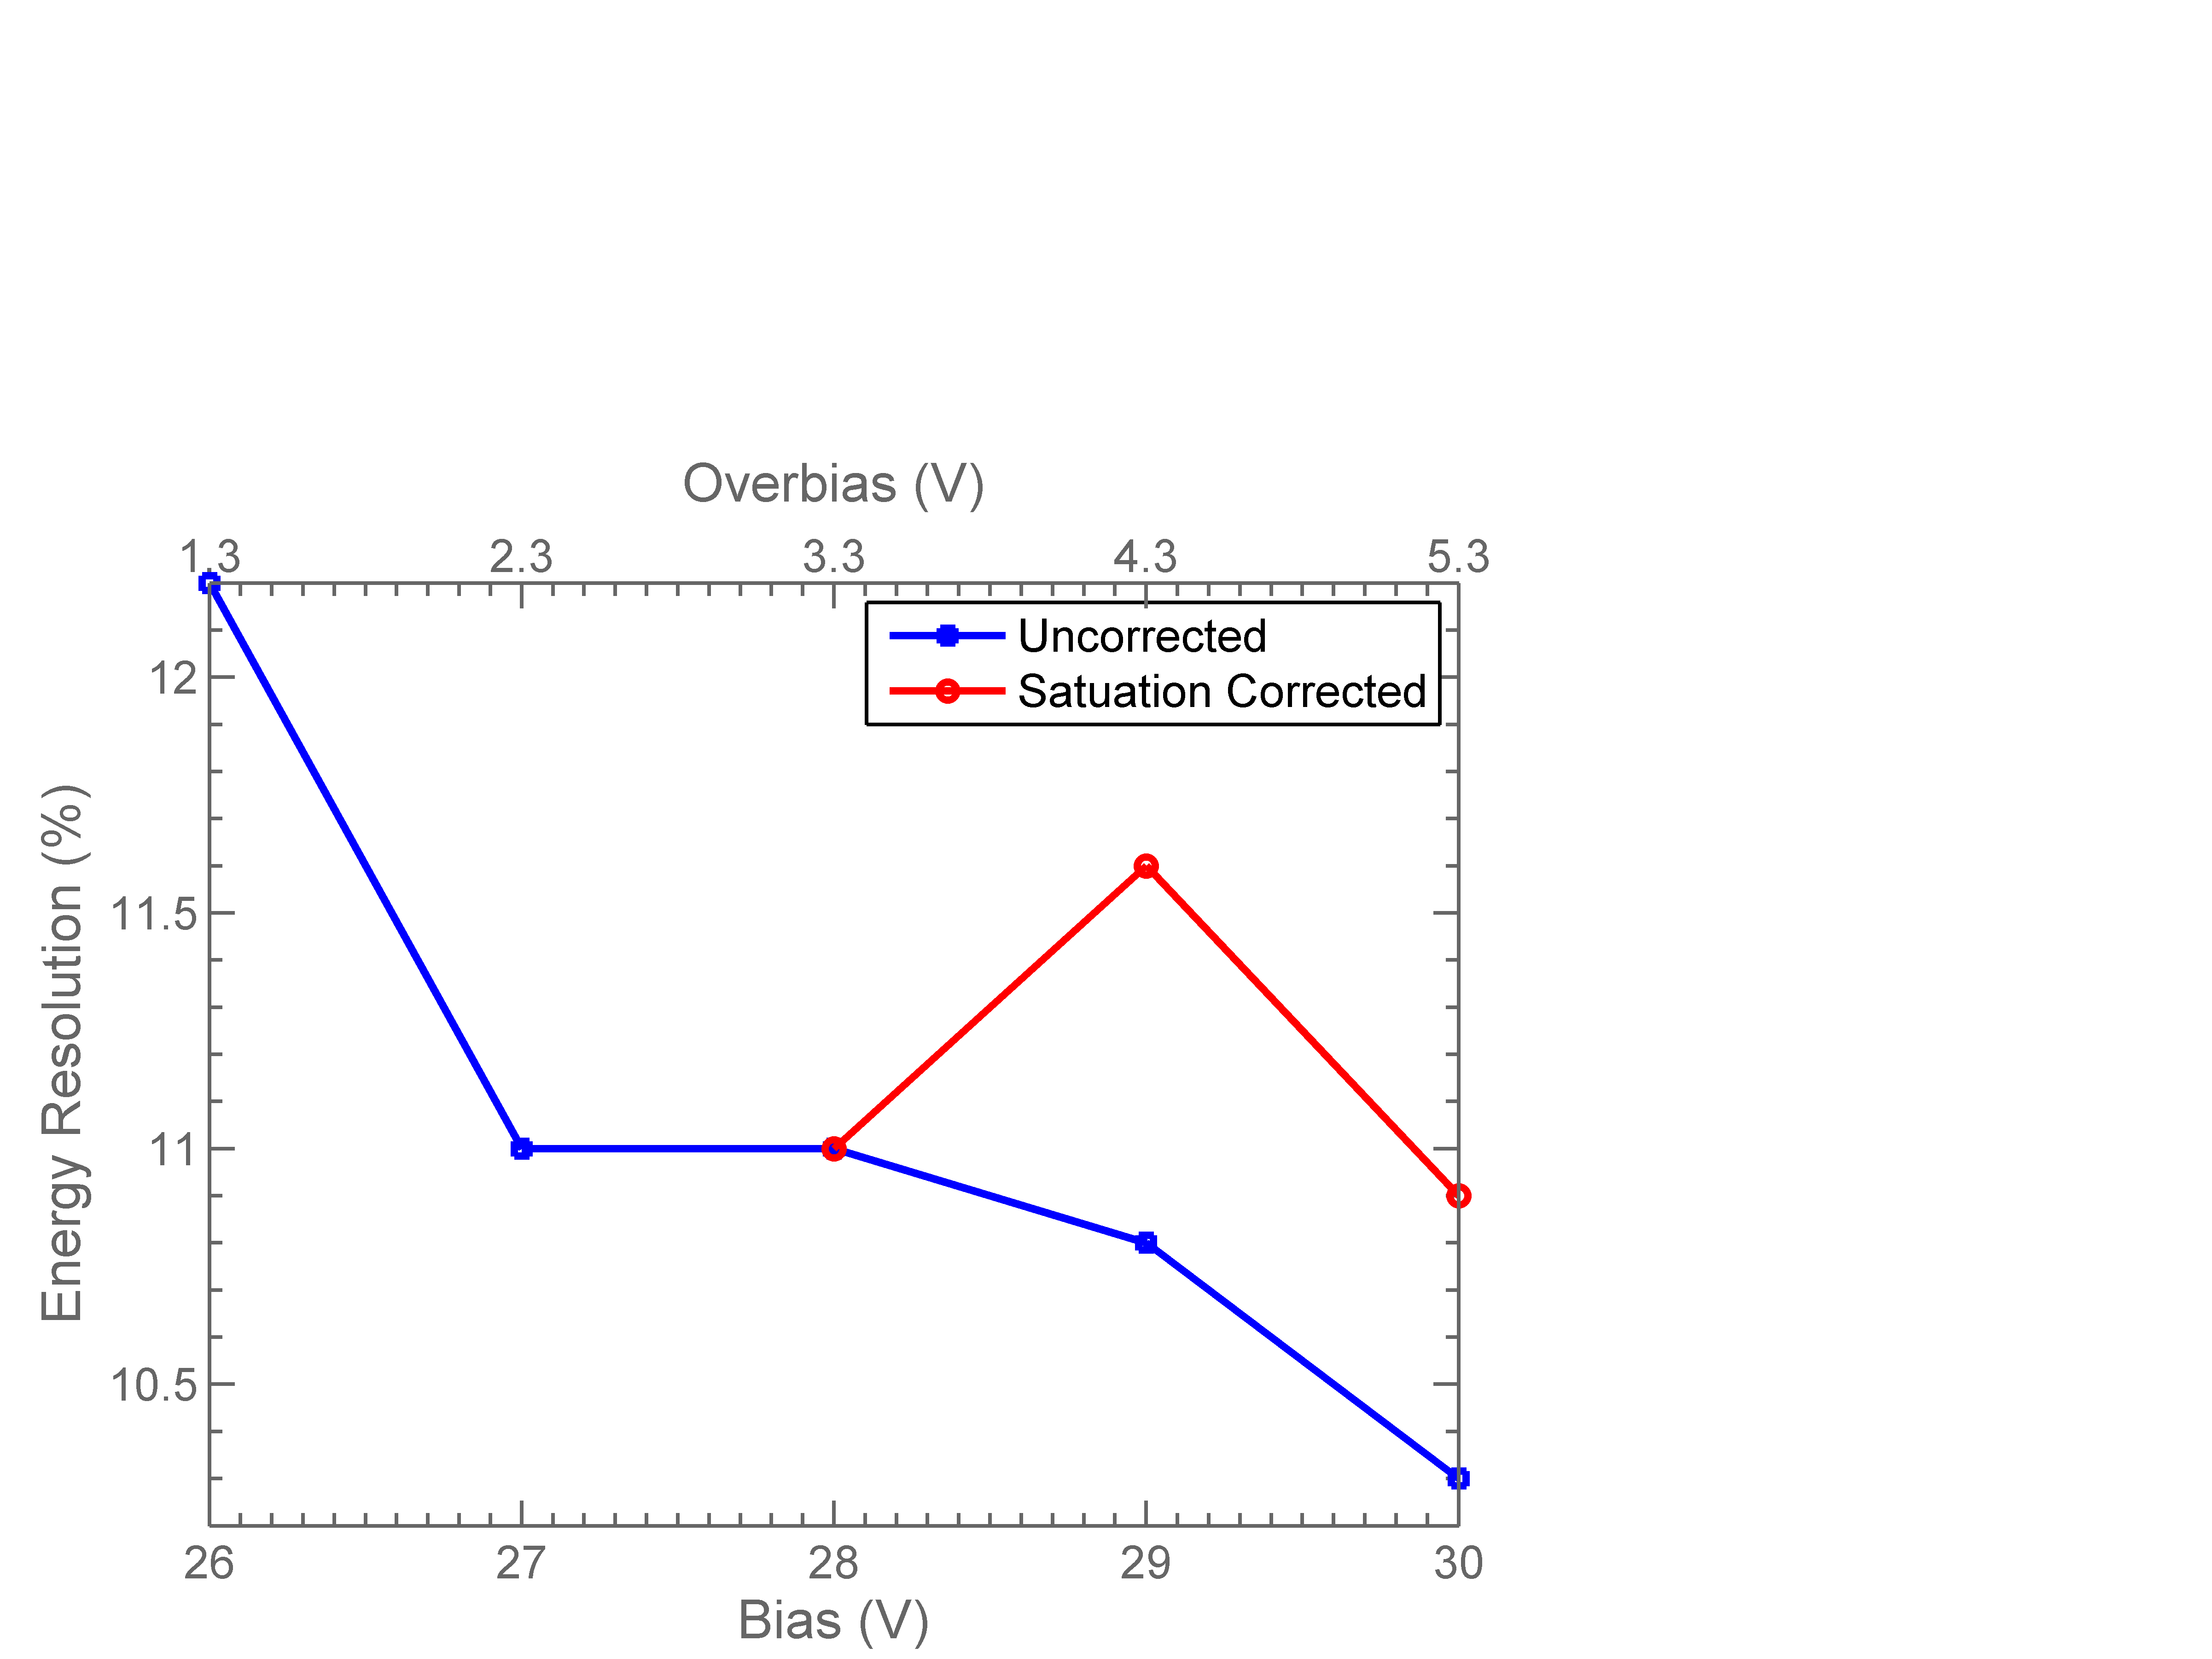 Overbias (V)
1.3 2.3 3.3 4.3 5.3
Uncorrected
Satuation Corrected
12
11.5
11
10.5
Energy Resolution (%)
26 27 28 29 30
Bias (V)